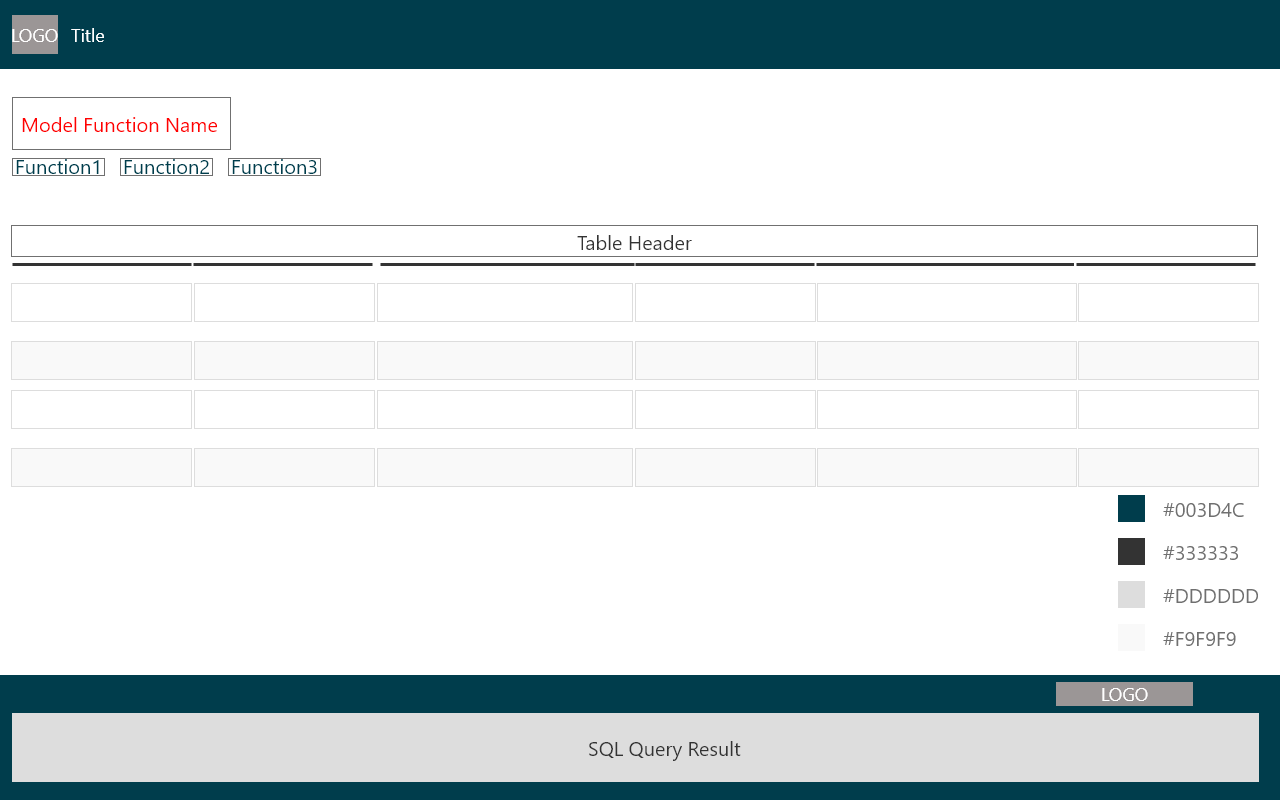 LOGO Title
Model Function Name
Function1 Function2 Function3
Table Header
#003D4C
#333333
#DDDDDD
#F9F9F9
LOGO
SQL Query Result